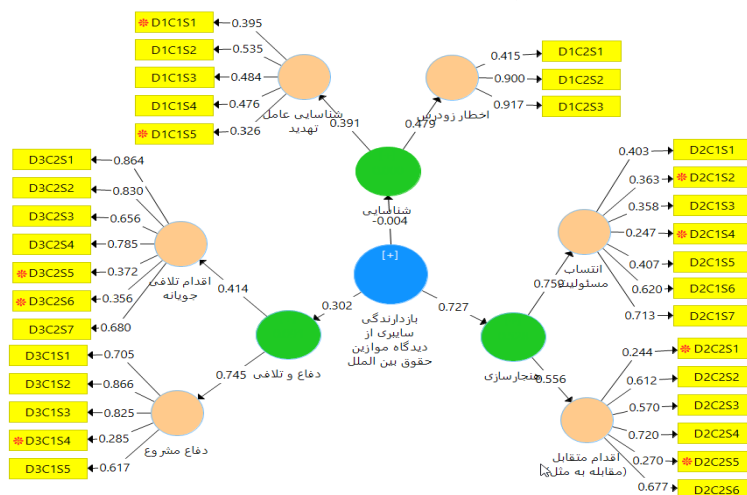 D1C1S1
0.395
D1C1S2
0.535
D1C1S3
0.484
D1C1S4
0.476
D1C1S5
0.326
شناسایی عامل
تهدید
0.391
0.415
D1C2S1
0.900
D1C2S2
0.917
D1C2S3
اخطار زودرس
0.479
شناسایی
-0.004
[+]
بازدارندگی
سایبری از
دیدگاه موازین
حقوق بین الملل
D3C2S1
0.864
D3C2S2
0.830
D3C2S3
0.656
D3C2S4
0.785
D3C2S5
0.372
D3C2S6
0.356
D3C2S7
0.680
اقدام تلافی
جویانه
0.414
0.302
دفاع و تلافی
0.745
D3C1S1
0.705
D3C1S2
0.866
D3C1S3
0.825
D3C1S4
0.285
D3C1S5
0.617
دفاع مشروع
0.727
هنجارسازی
0.759
0.556
انتساب
مسئولیت
0.403
D2C1S1
0.363
D2C1S2
0.358
D2C1S3
0.247
D2C1S4
0.407
D2C1S5
0.620
D2C1S6
0.713
D2C1S7
0.244
D2C2S1
0.612
D2C2S2
0.570
D2C2S3
0.720
D2C2S4
0.270
D2C2S5
0.677
D2C2S6
اقدام متقابل
(مقابله به مثل)